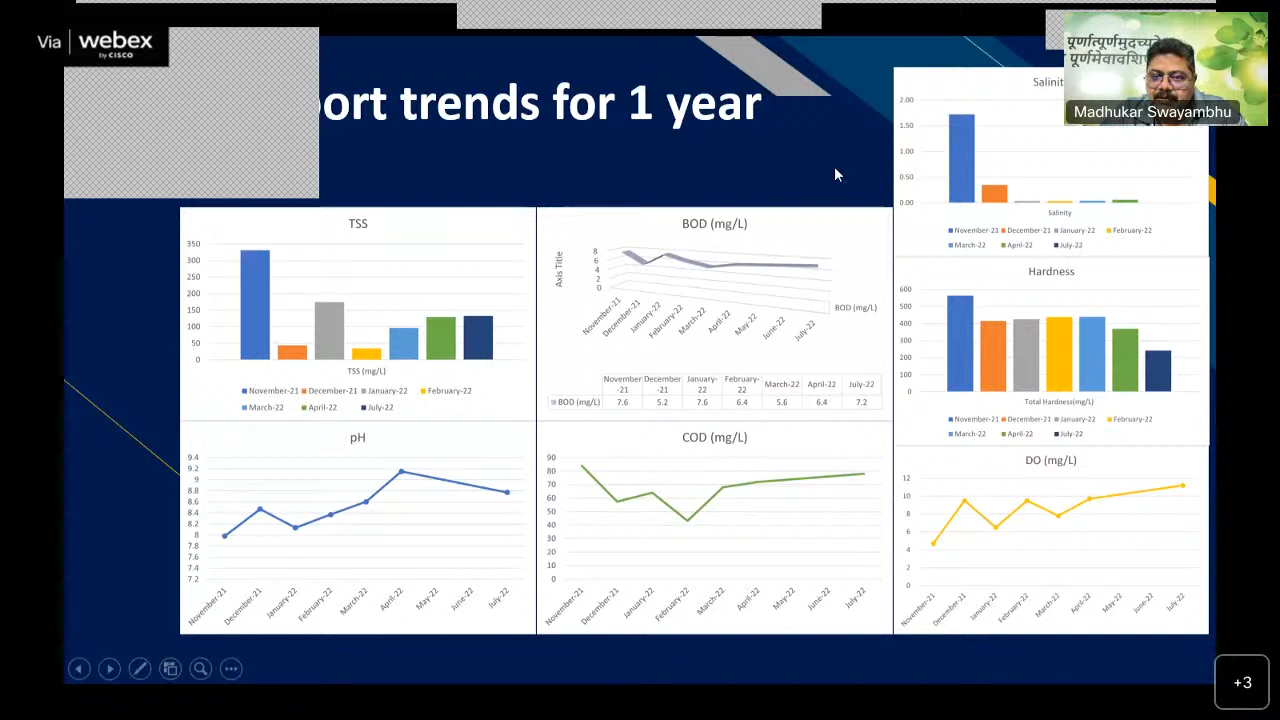 Via webex
by CISCO
port trends for 1 year
Madhukar Swayambhu
TSS
350
300
250
200
150
100
50
0
TSS (mg/L)
November-21 December-21 January-22 February-22
March-22 April-22 July-22
BOD (mg/L)
Axis Title
8
6
4
2
0
November-21
December-21
January-22
February-22
March-22
April-22
May-22
June-22
July-22
BOD (mg/L)
November-21 December-21 January-22 February-22 March-22 April-22 July-22
BOD (mg/L) 7.6 5.2 7.6 6.4 5.6 6.4 7.2
2.00
1.50
1.00
0.50
0.00
Salinity
November-21 December-21 January-22 February-22
March-22 April-22 July-22
Hardness
600
500
400
300
200
100
0
Total Hardness(mg/L)
November-21 December-21 January-22 February-22
March-22 April-22 July-22
pH
9.4
9.2
9
8.8
8.6
8.4
8.2
8
7.8
7.6
7.4
7.2
November-21
December-21
January-22
February-22
March-22
April-22
May-22
June-22
July-22
COD (mg/L)
90
80
70
60
50
40
30
20
10
0
November-21
December-21
January-22
February-22
March-22
April-22
May-22
June-22
July-22
DO (mg/L)
12
10
8
6
4
2
0
November-21
December-21
January-22
February-22
March-22
April-22
May-22
June-22
July-22
+3